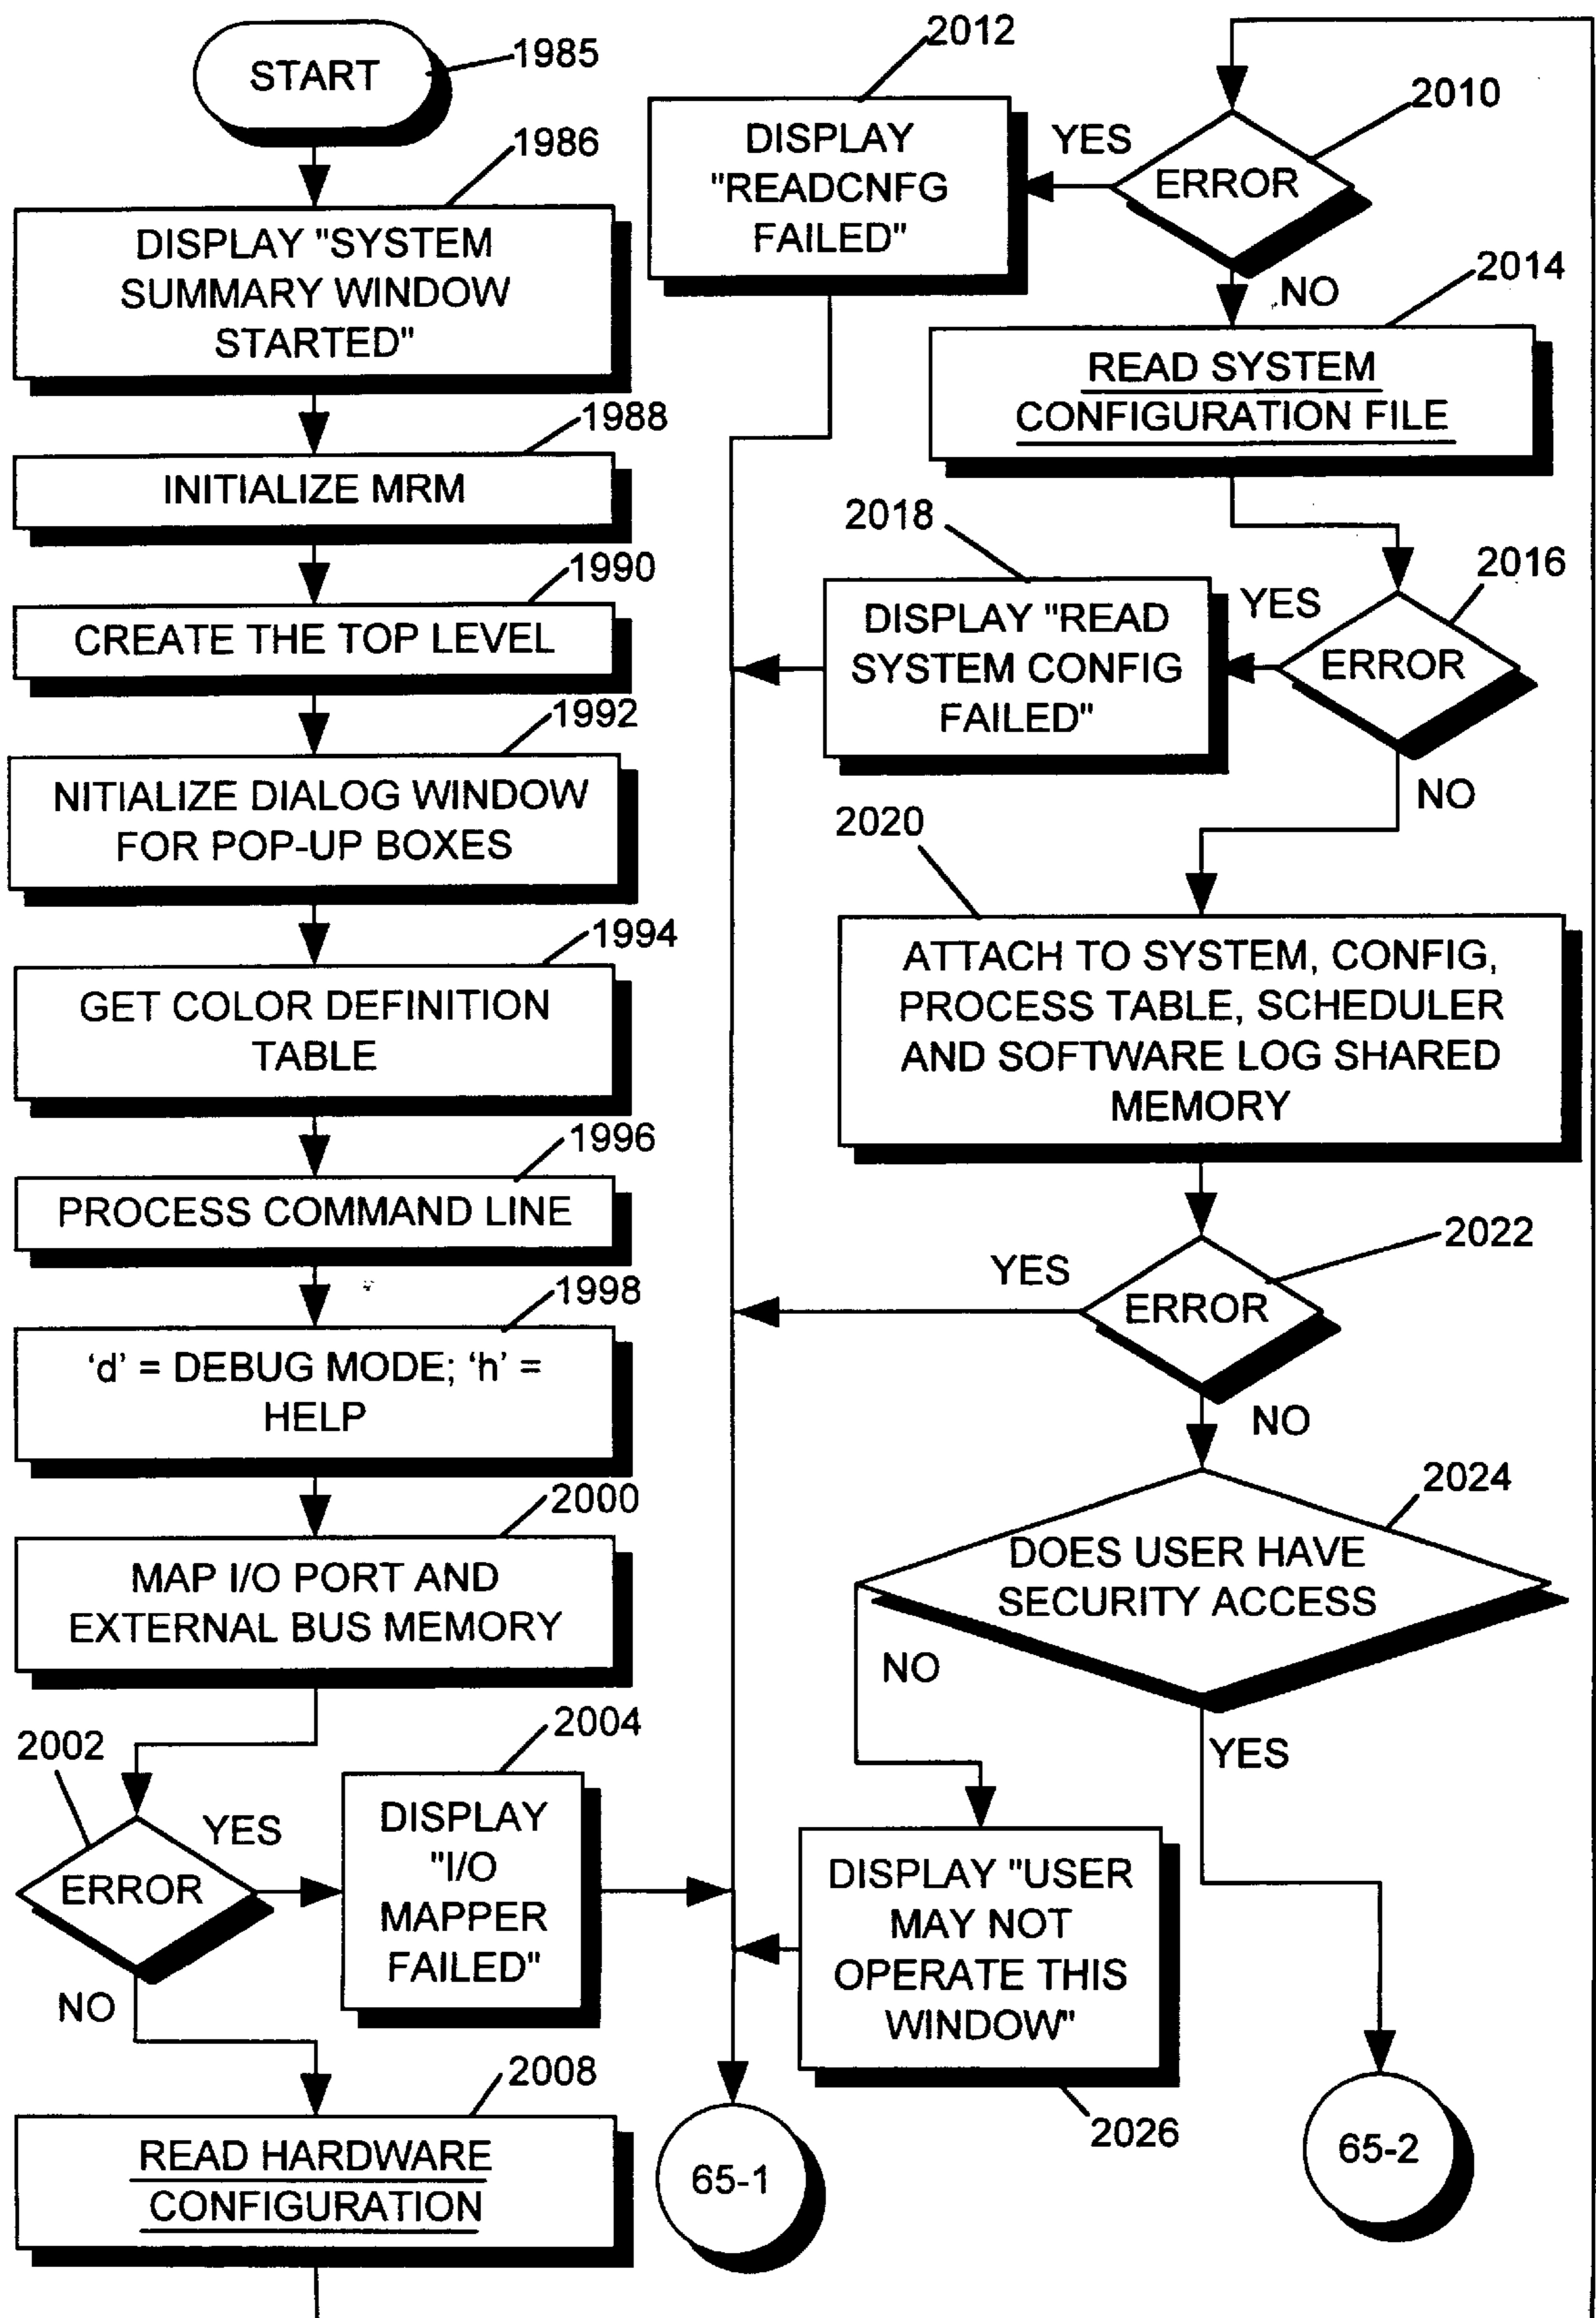 START
1985
1986
DISPLAY "SYSTEM
SUMMARY WINDOW
STARTED"
1988
INITIALIZE MRM
1990
CREATE THE TOP LEVEL
1992
NITIALIZE DIALOG WINDOW
FOR POP-UP BOXES
1994
GET COLOR DEFINITION
TABLE
1996
PROCESS COMMAND LINE
1998
‘d’ = DEBUG MODE; ‘h’ =
HELP
2000
MAP I/O PORT AND
EXTERNAL BUS MEMORY
2002
ERROR
YES
NO
2004
DISPLAY
"I/O
MAPPER
FAILED"
2008
READ HARDWARE
CONFIGURATION
2012
DISPLAY
"READCNFG
FAILED"
YES
2010
ERROR
NO
2014
READ SYSTEM
CONFIGURATION FILE
2018
DISPLAY "READ
SYSTEM CONFIG
FAILED"
YES
2016
ERROR
NO
2020
ATTACH TO SYSTEM, CONFIG,
PROCESS TABLE, SCHEDULER
AND SOFTWARE LOG SHARED
MEMORY
2022
YES
ERROR
NO
2024
DOES USER HAVE
SECURITY ACCESS
NO
YES
DISPLAY "USER
MAY NOT
OPERATE THIS
WINDOW"
2026
65-1
65-2